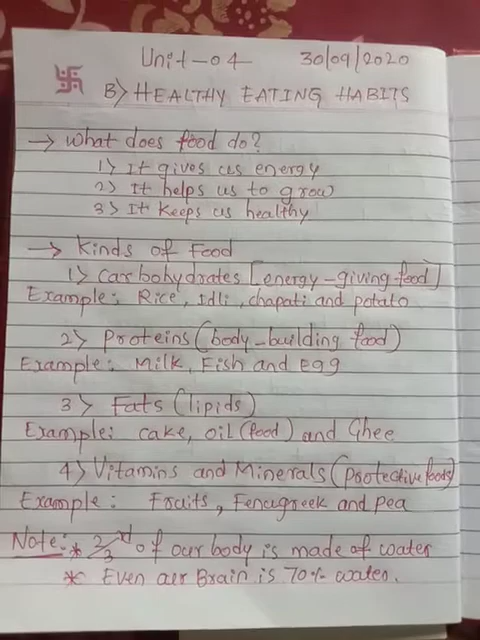 Unit-04 30/09/2020
卐 B> HEALTHY EATING HABITS
→ What does food do?
1> It gives us energy
2> It helps us to grow
3> It keeps us healthy
→ Kinds of Food
1> Carbohydrates [energy-giving food]
Example: Rice, Idli, chapati and potato
2> Proteins (body-building food)
Example: Milk, Fish and Egg
3> Fats (lipids)
Example: cake, oil (food) and Ghee
4> Vitamins and Minerals (protective foods)
Example: Fruits, Fenugreek and pea
Note: * 2/3rd of our body is made of water
* Even our Brain is 70% water.